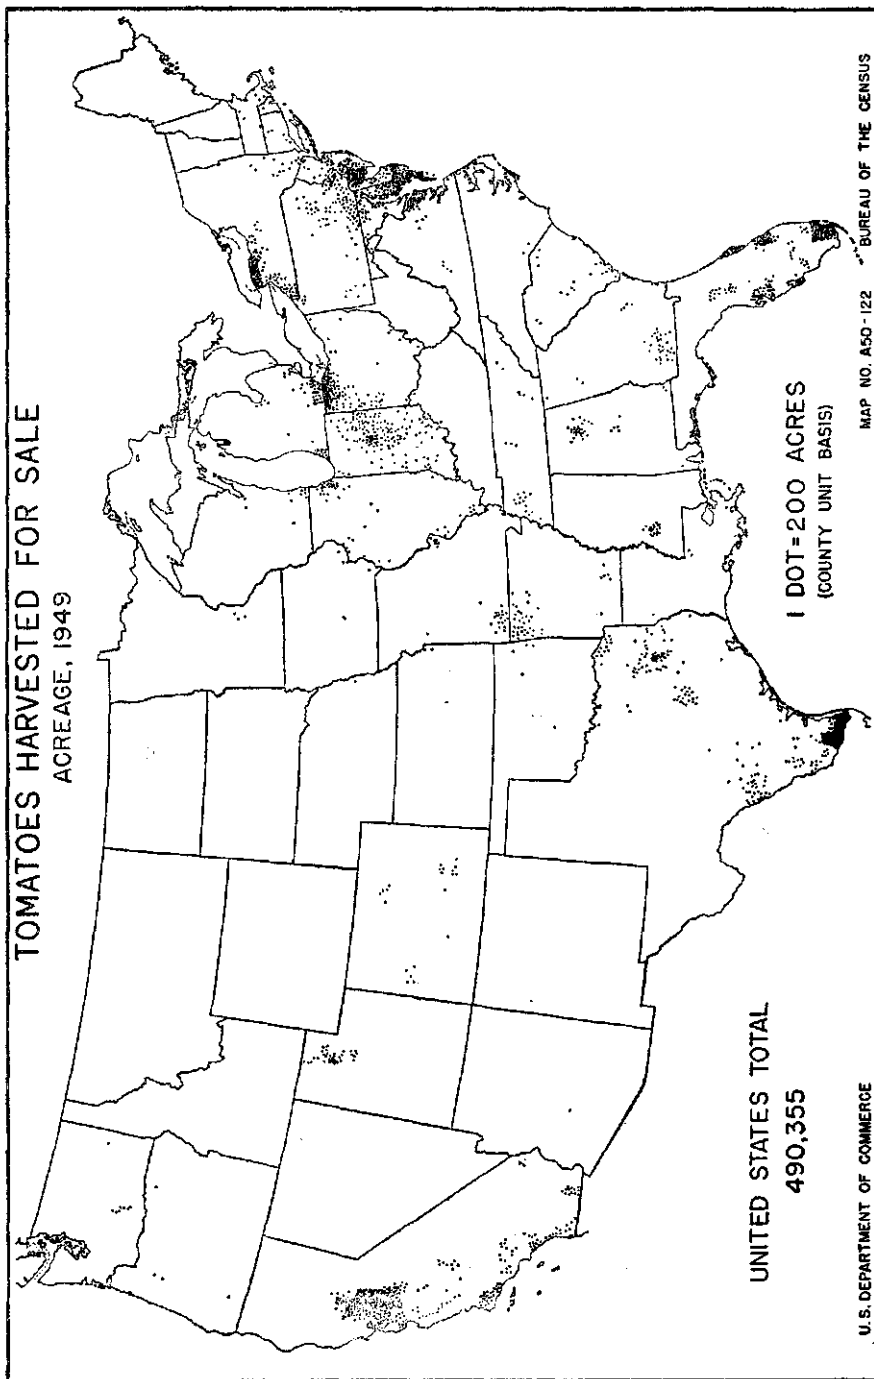 TOMATOES HARVESTED FOR SALE
ACREAGE, 1949
UNITED STATES TOTAL
490,355
1 DOT=200 ACRES
(COUNTY UNIT BASIS)
U.S. DEPARTMENT OF COMMERCE
MAP NO. A50-122
BUREAU OF THE CENSUS